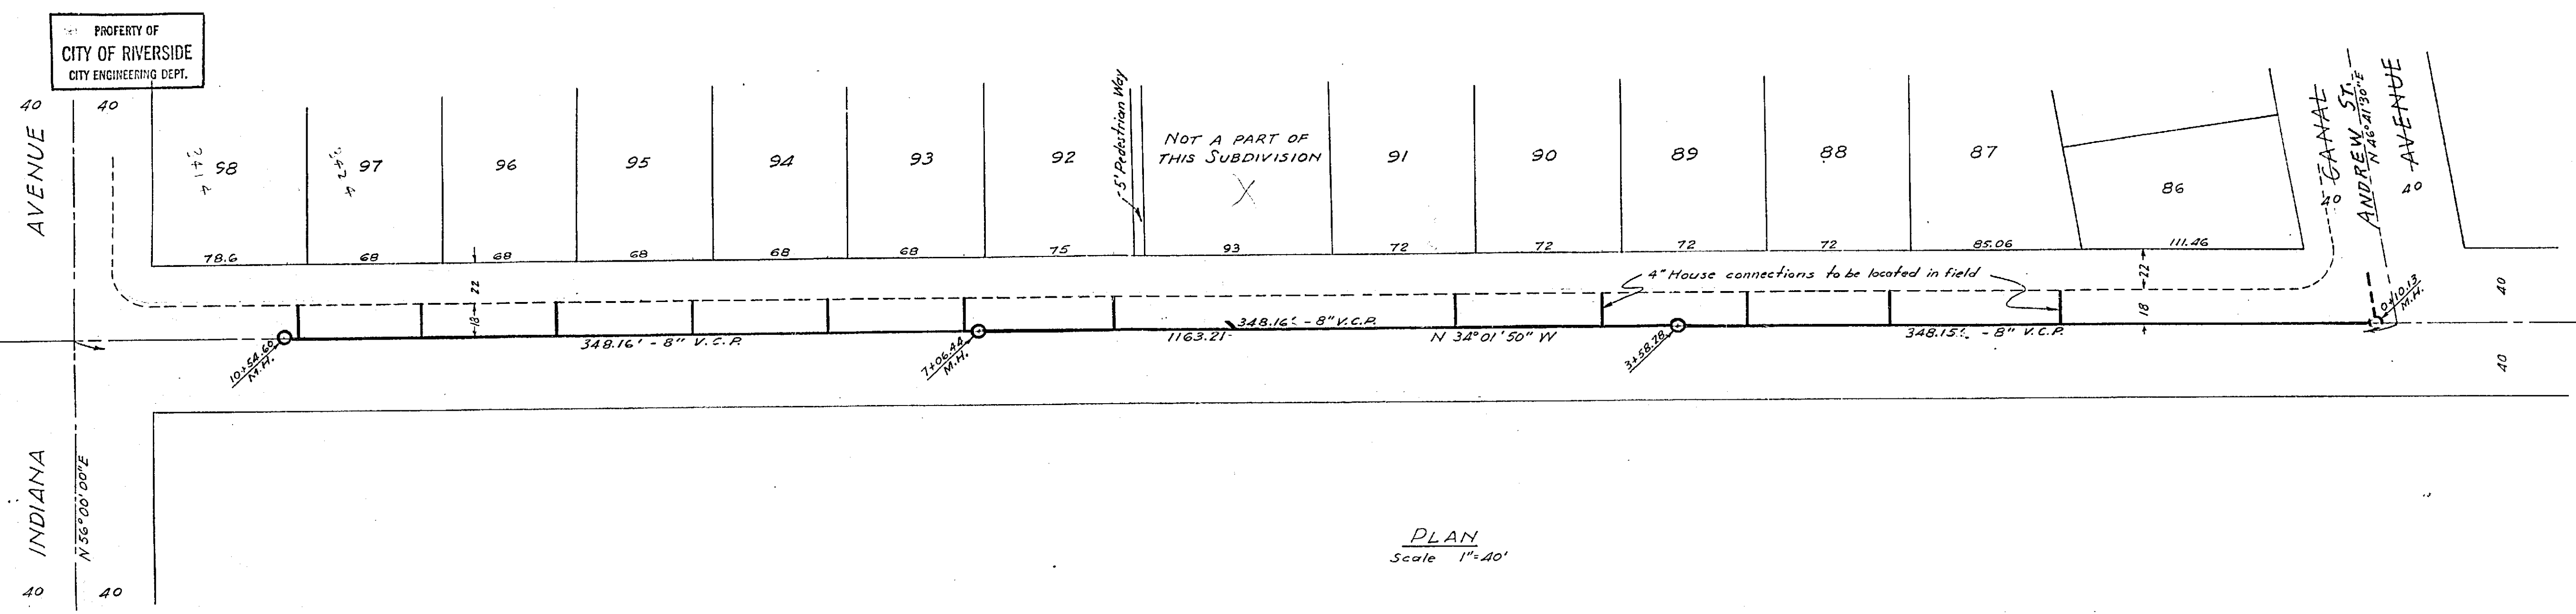 PROPERTY OF
CITY OF RIVERSIDE
CITY ENGINEERING DEPT.
40
40
AVENUE
INDIANA
N 56°00'00"E
40
40
98
97
96
95
94
93
92
5' Pedestrian Way
NOT A PART OF
THIS SUBDIVISION
X
91
90
89
88
87
86
2414
3424
78.6
68
68
68
68
68
75
93
72
72
72
72
85.06
111.46
CANAL
ANDREW ST.
N 46°41'30"E
AVENUE
40
40
22
18
4" House connections to be located in field
22
18
10+54.60
M.H.
348.16' - 8" V.C.P.
7+06.44
M.H.
348.16' - 8" V.C.P.
1163.21
N 34°01'50" W
3+58.28
348.15' - 8" V.C.P.
0+10.13
M.H.
40
40
PLAN
Scale 1"=40'